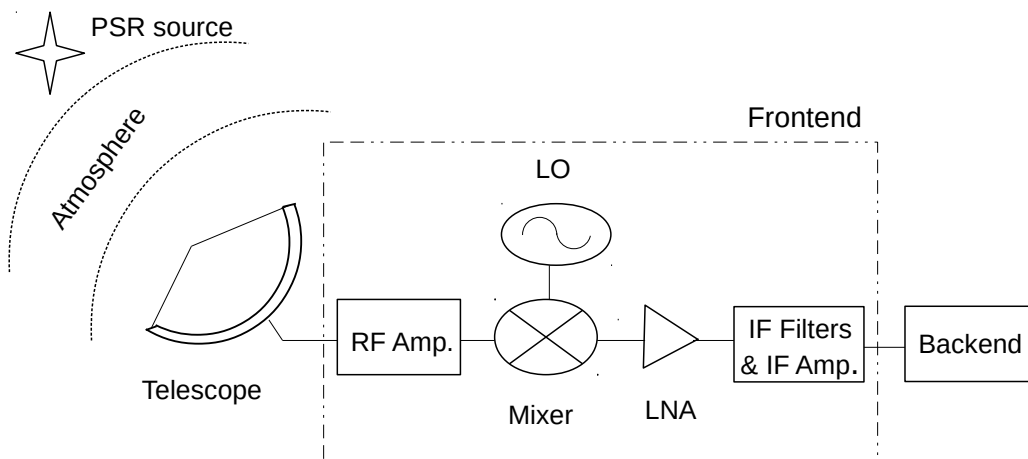 PSR source
Atmosphere
Frontend
LO
RF Amp.
IF Filters
& IF Amp.
Backend
Telescope
Mixer
LNA